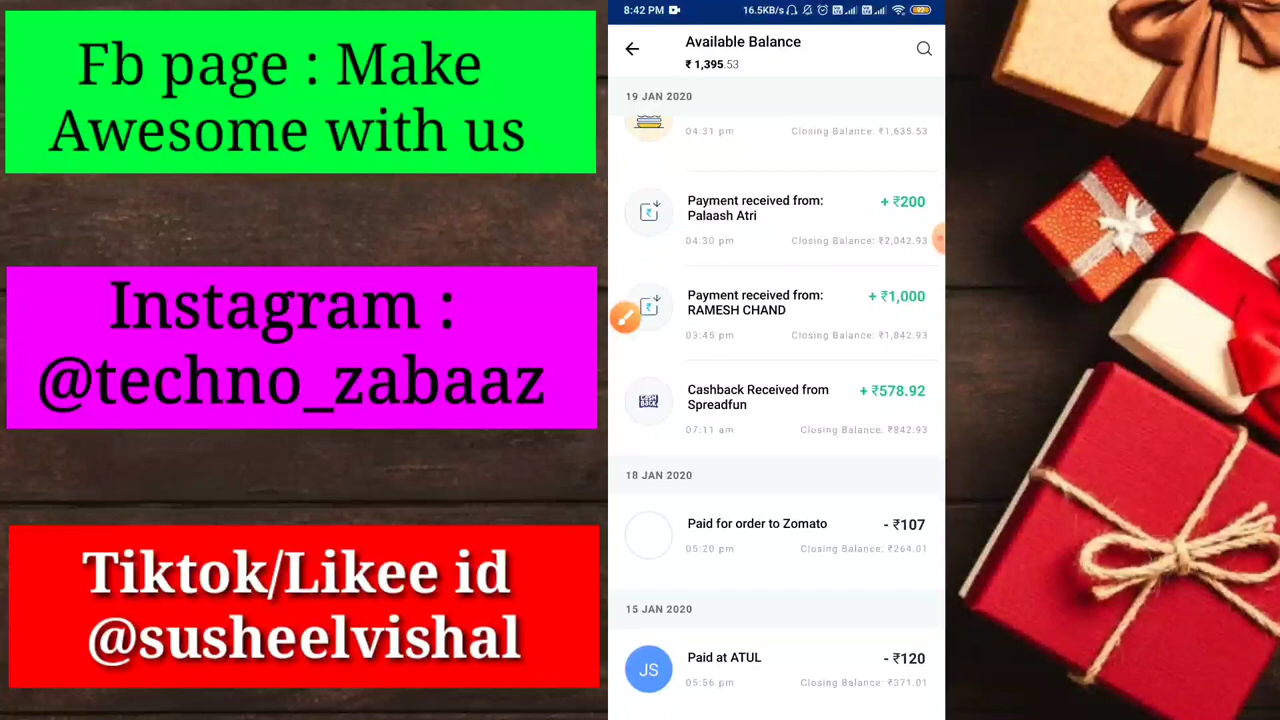 Fb page : Make
Awesome with us
Instagram :
@techno_zabaaz
Tiktok/Likee id
@susheelvishal
8:42 PM
16.5KB/s
92
Available Balance
₹ 1,395.53
19 JAN 2020
04:31 pm
Closing Balance: ₹1,635.53
Payment received from:
Palaash Atri
+ ₹200
04:30 pm
Closing Balance: ₹2,042.93
Payment received from:
RAMESH CHAND
+ ₹1,000
03:45 pm
Closing Balance: ₹1,842.93
Cashback Received from
Spreadfun
+ ₹578.92
07:11 am
Closing Balance: ₹842.93
18 JAN 2020
Paid for order to Zomato
- ₹107
05:20 pm
Closing Balance: ₹264.01
15 JAN 2020
JS
Paid at ATUL
- ₹120
05:56 pm
Closing Balance: ₹371.01